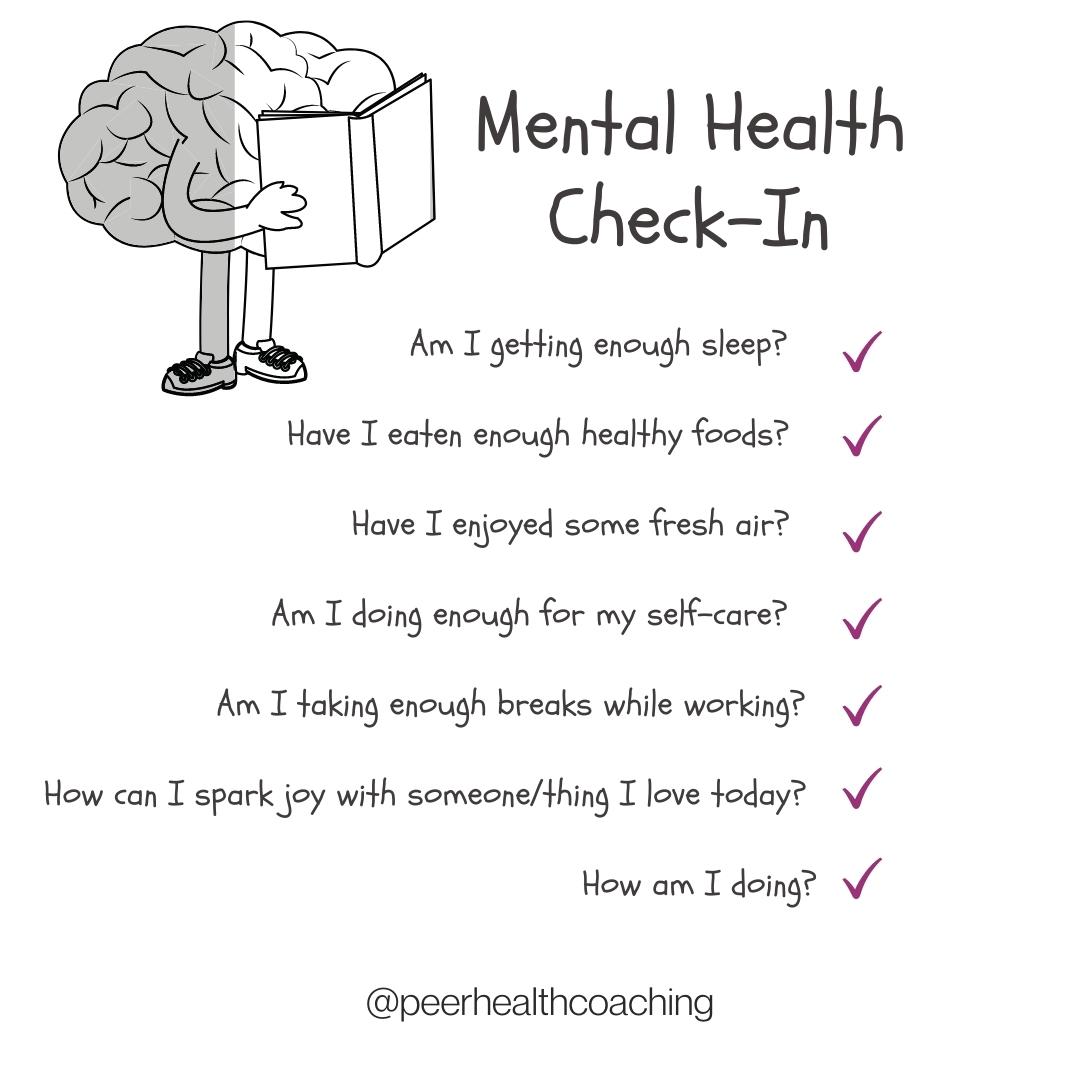 Mental Health
Check-In
Am I getting enough sleep?
Have I eaten enough healthy foods?
Have I enjoyed some fresh air?
Am I doing enough for my self-care?
Am I taking enough breaks while working?
How can I spark joy with someone/thing I love today?
How am I doing?
@peerhealthcoaching